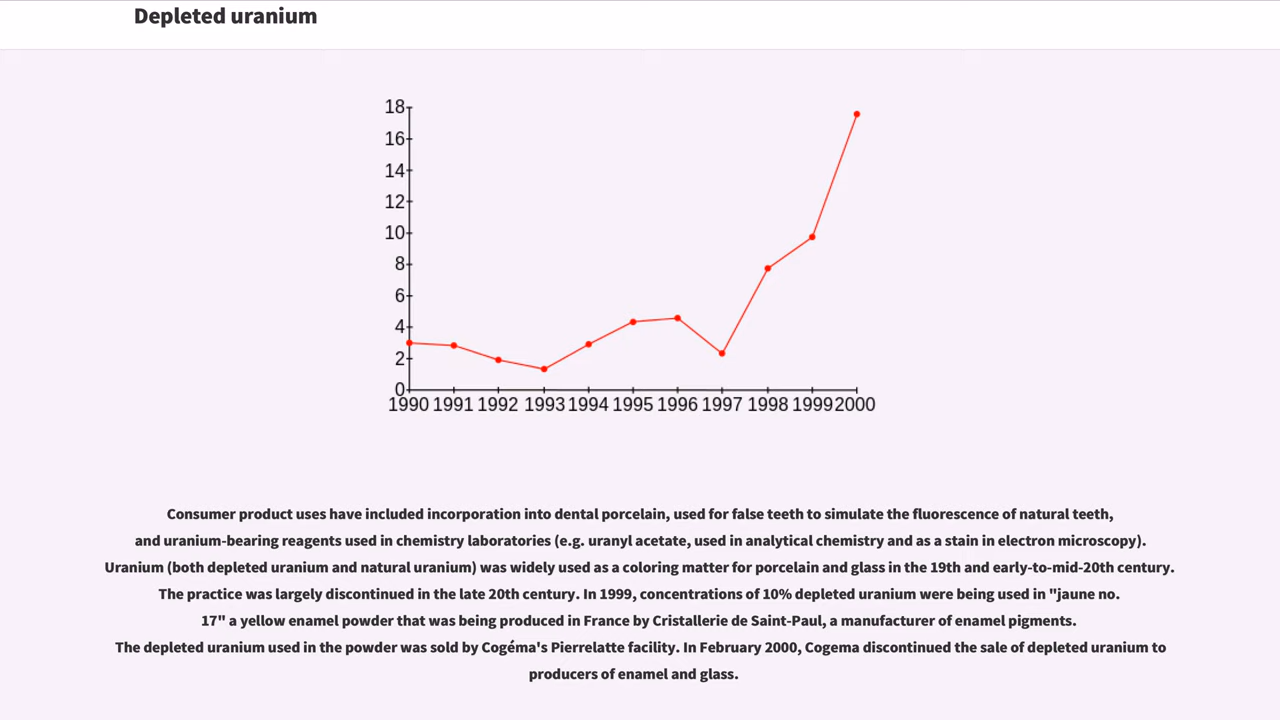 Depleted uranium
18
16
14
12
10
8
6
4
2
0
1990 1991 1992 1993 1994 1995 1996 1997 1998 1999 2000
Consumer product uses have included incorporation into dental porcelain, used for false teeth to simulate the fluorescence of natural teeth,
and uranium-bearing reagents used in chemistry laboratories (e.g. uranyl acetate, used in analytical chemistry and as a stain in electron microscopy).
Uranium (both depleted uranium and natural uranium) was widely used as a coloring matter for porcelain and glass in the 19th and early-to-mid-20th century.
The practice was largely discontinued in the late 20th century. In 1999, concentrations of 10% depleted uranium were being used in "jaune no.
17" a yellow enamel powder that was being produced in France by Cristallerie de Saint-Paul, a manufacturer of enamel pigments.
The depleted uranium used in the powder was sold by Cogéma's Pierrelatte facility. In February 2000, Cogema discontinued the sale of depleted uranium to
producers of enamel and glass.